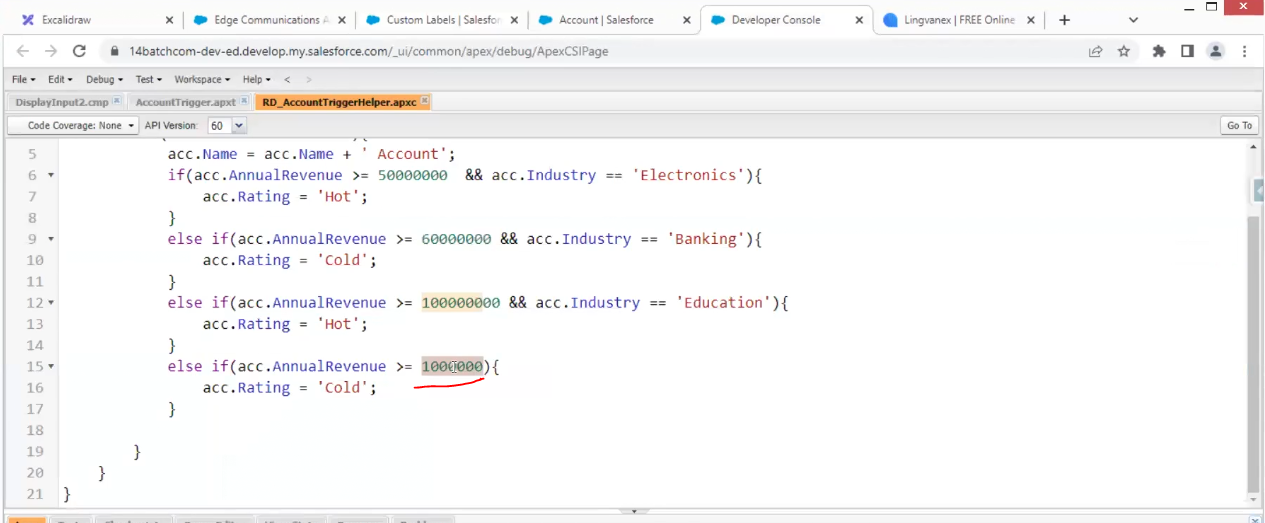 Excalidraw
Edge Communications A
Custom Labels | Salesfor
Account | Salesforce
Developer Console
Lingvanex | FREE Online
14batchcom-dev-ed.develop.my.salesforce.com/_ui/common/apex/debug/ApexCSIPage
File Edit Debug Test Workspace Help < >
DisplayInput2.cmp AccountTrigger.apxt RD_AccountTriggerHelper.apxc
Code Coverage: None API Version: 60 Go To
5 acc.Name = acc.Name + ' Account';
6 if(acc.AnnualRevenue >= 50000000 && acc.Industry == 'Electronics'){
7 acc.Rating = 'Hot';
8 }
9 else if(acc.AnnualRevenue >= 60000000 && acc.Industry == 'Banking'){
10 acc.Rating = 'Cold';
11 }
12 else if(acc.AnnualRevenue >= 100000000 && acc.Industry == 'Education'){
13 acc.Rating = 'Hot';
14 }
15 else if(acc.AnnualRevenue >= 1000000){
16 acc.Rating = 'Cold';
17 }
18
19 }
20 }
21 }